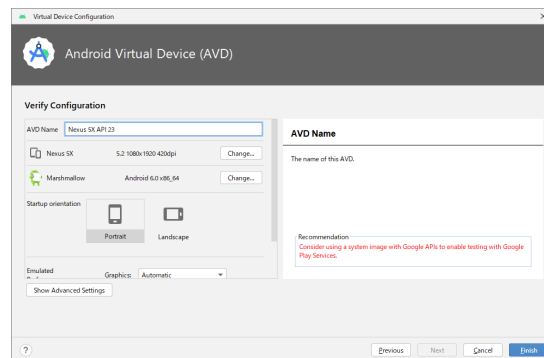 Virtual Device Configuration
Android Virtual Device (AVD)
Verify Configuration
AVD Name Nexus 5X API 23
Nexus 5X 5.2 1080x1920 420dpi Change...
Marshmallow Android 6.0 x86_64 Change...
Startup orientation
Portrait Landscape
Emulated
Graphics: Automatic
Show Advanced Settings
AVD Name
The name of this AVD.
Recommendation
Consider using a system image with Google APIs to enable testing with Google
Play Services.
? Previous Next Cancel Finish